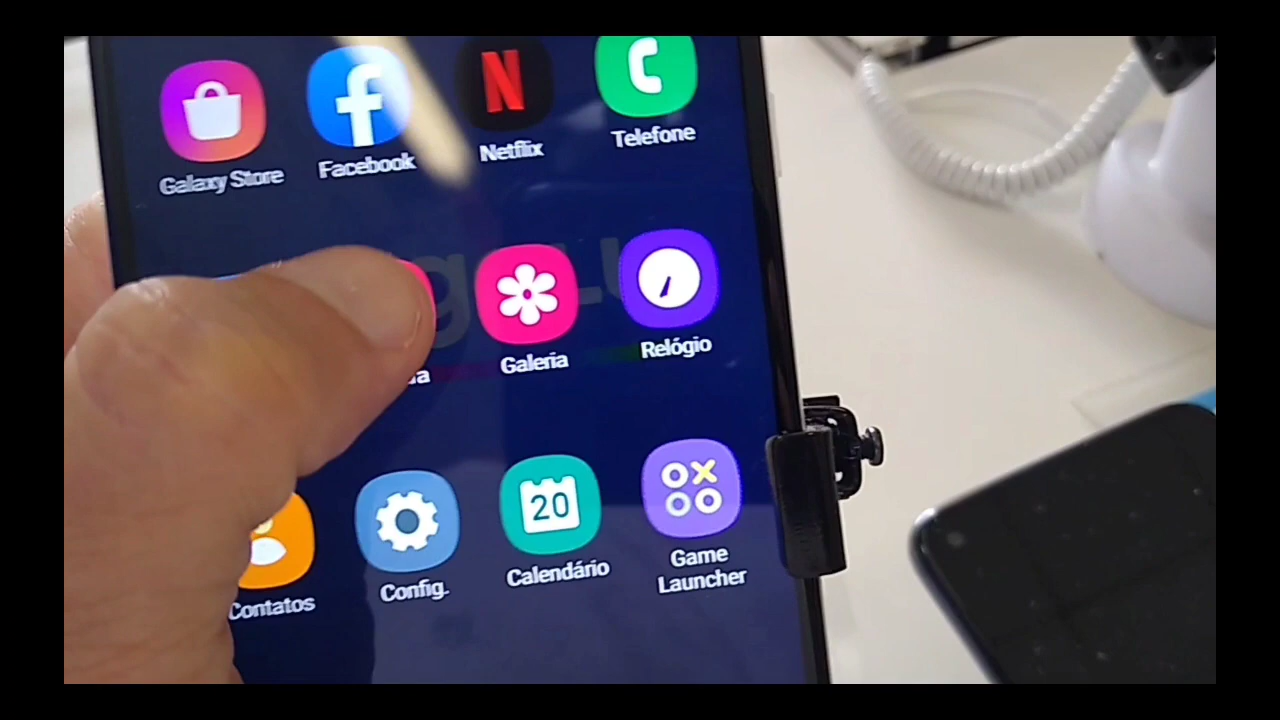 Galaxy Store
Facebook
Netflix
Telefone
Galeria
Relógio
Contatos
Config.
20
Calendário
Game
Launcher